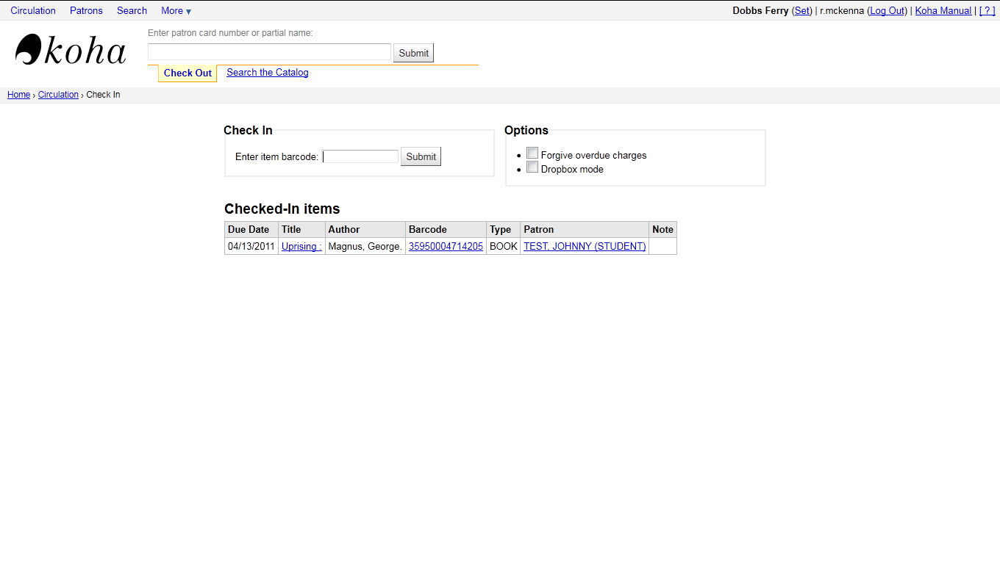 Circulation Patrons Search More ▼ Dobbs Ferry (Set) | r.mckenna (Log Out) | Koha Manual | [ ? ]
koha
Enter patron card number or partial name:
Submit
Check Out Search the Catalog
Home › Circulation › Check In
Check In
Enter item barcode: Submit
Options
• Forgive overdue charges
• Dropbox mode
Checked-In items
Due Date Title Author Barcode Type Patron Note
04/13/2011 Uprising : Magnus, George. 35950004714205 BOOK TEST, JOHNNY (STUDENT)